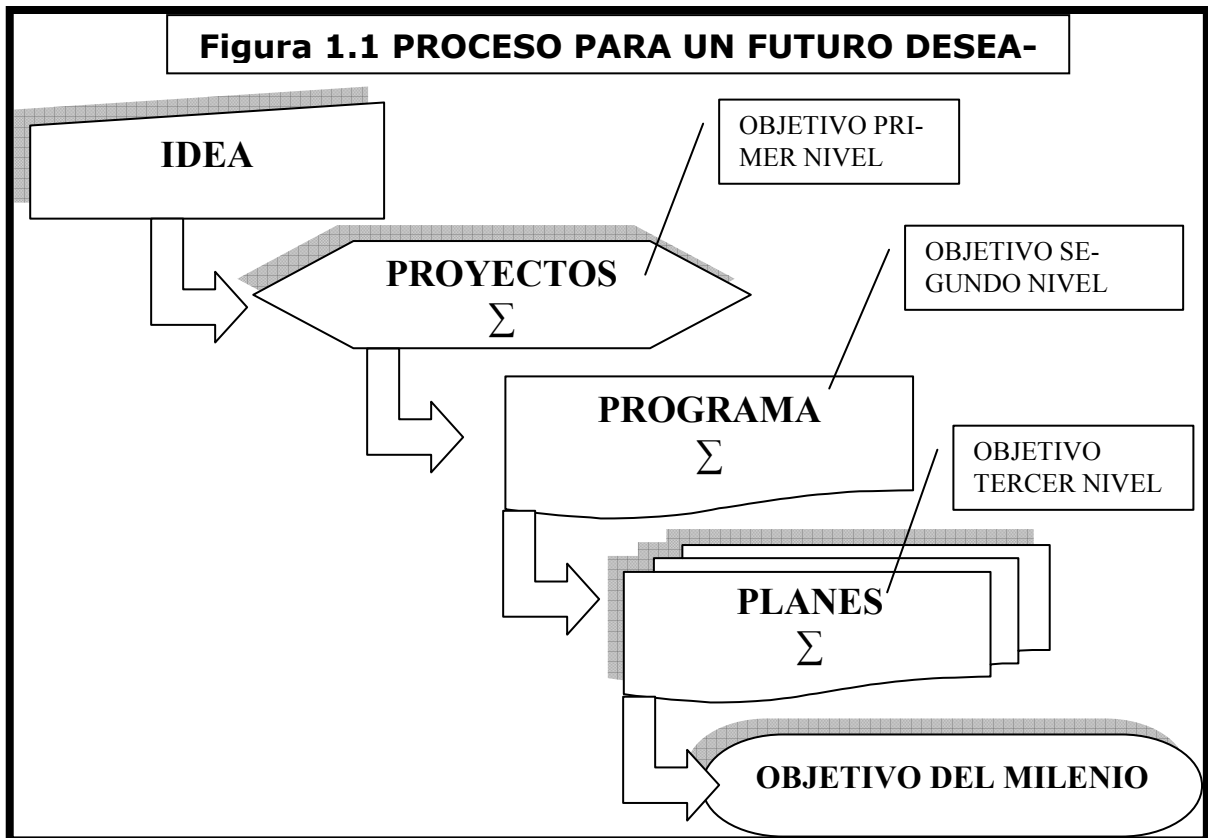 Figura 1.1 PROCESO PARA UN FUTURO DESEA-
IDEA
OBJETIVO PRI-
MER NIVEL
PROYECTOS
Σ
OBJETIVO SE-
GUNDO NIVEL
PROGRAMA
Σ
OBJETIVO
TERCER NIVEL
PLANES
Σ
OBJETIVO DEL MILENIO